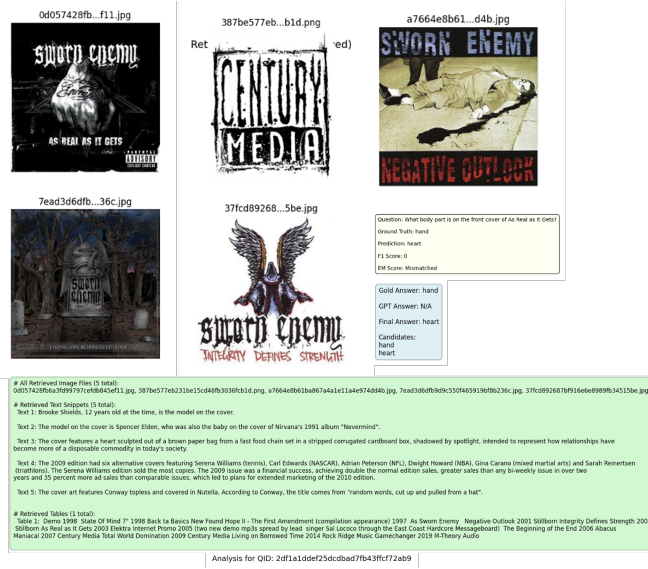 0d057428fb...f11.jpg
sworn enemy
AS REAL AS IT GETS
PARENTAL
ADVISORY
EXPLICIT CONTENT
387be577eb...b1d.png
Ret
ved)
CENTURY
MEDIA
a7664e8b61...d4b.jpg
SWORN ENEMY
NEGATIVE OUTLOOK
7ead3d6dfb...36c.jpg
sworn enemy
LIVING ON BORROWED TIME
37fcd89268...5be.jpg
sworn enemy
INTEGRITY DEFINES STRENGTH
Question: What body part is on the front cover of As Real as It Gets?
Ground Truth: hand
Prediction: heart
F1 Score: 0
EM Score: Mismatched
Gold Answer: hand
GPT Answer: N/A
Final Answer: heart
Candidates:
hand
heart
# All Retrieved Image Files (5 total):
0d057428fb6a3fd99797cefdb845ef11.jpg, 387be577eb231be15cd46fb3036fcb1d.png, a7664e8b61ba867a4a1e11a4e974dd4b.jpg, 7ead3d6dfb9d9c550f465919bf8b236c.jpg, 37fcd892687bf916e6e8989fb34515be.jpg
# Retrieved Text Snippets (5 total):
Text 1: Brooke Shields, 12 years old at the time, is the model on the cover.
Text 2: The model on the cover is Spencer Elden, who was also the baby on the cover of Nirvana's 1991 album "Nevermind".
Text 3: The cover features a heart sculpted out of a brown paper bag from a fast food chain set in a stripped corrugated cardboard box, shadowed by spotlight, intended to represent how relationships have
become more of a disposable commodity in today's society.
Text 4: The 2009 edition had six alternative covers featuring Serena Williams (tennis), Carl Edwards (NASCAR), Adrian Peterson (NFL), Dwight Howard (NBA), Gina Carano (mixed martial arts) and Sarah Reinertsen
(triathlons). The Serena Williams edition sold the most copies. The 2009 issue was a financial success, achieving double the normal edition sales, greater sales than any bi-weekly issue in over two
years and 35 percent more ad sales than comparable issues, which led to plans for extended marketing of the 2010 edition.
Text 5: The cover art features Conway topless and covered in Nutella. According to Conway, the title comes from "random words, cut up and pulled from a hat".
# Retrieved Tables (1 total):
Table 1: Demo 1998 State Of Mind 7" 1998 Back ta Basics New Found Hope II - The First Amendment (compilation appearance) 1997 As Sworn Enemy Negative Outlook 2001 Stillborn Integrity Defines Strength 200
Stillborn As Real as It Gets 2003 Elektra Internet Promo 2005 (two new demo mp3s spread by lead singer Sal Lococo through the East Coast Hardcore Messageboard) The Beginning of the End 2006 Abacus
Maniacal 2007 Century Media Total World Domination 2009 Century Media Living on Borrowed Time 2014 Rock Ridge Music Gamechanger 2019 M-Theory Audio
Analysis for QID: 2df1a1ddef25dcdbad7fb43ffcf72ab9